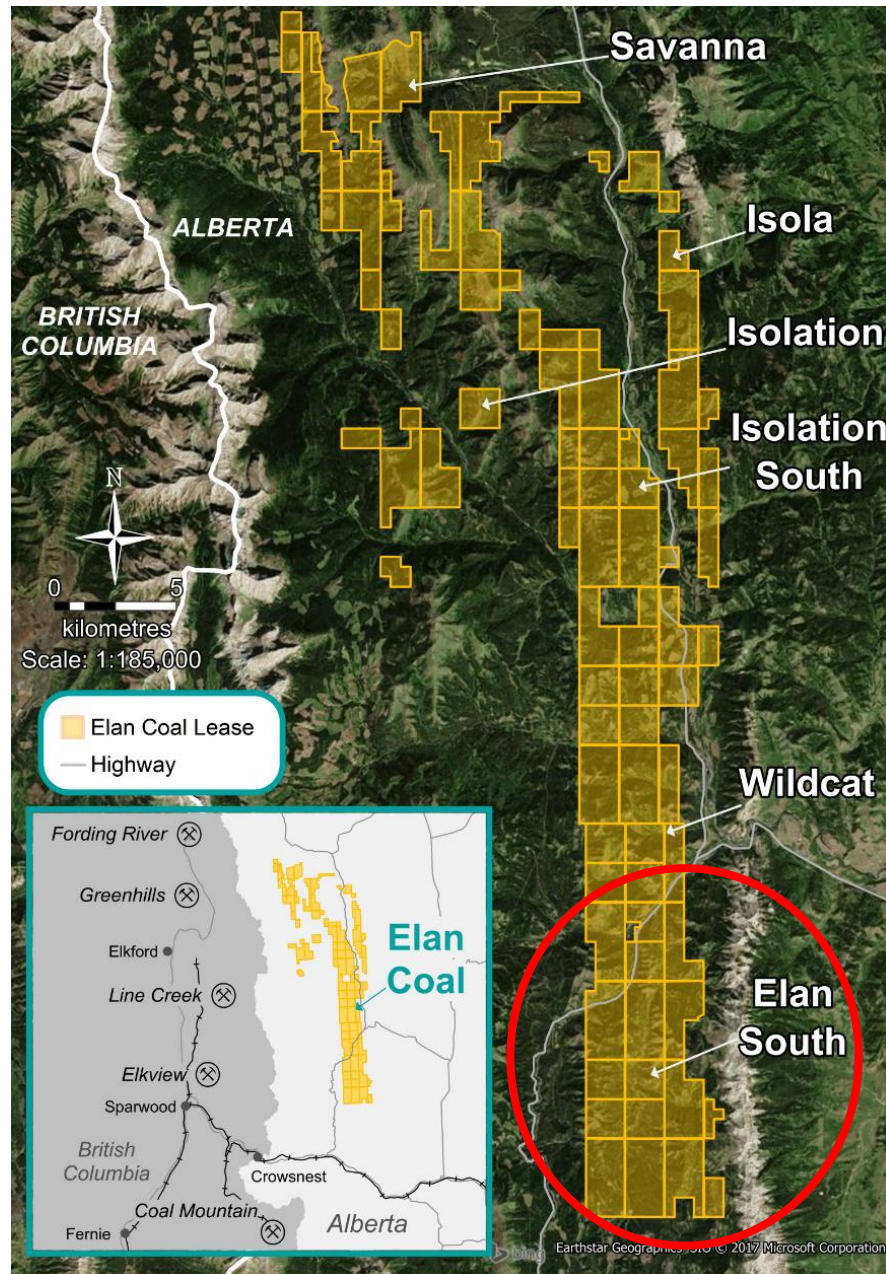 Savanna
ALBERTA
Isola
BRITISH
COLUMBIA
Isolation
Isolation
South
N
0 5
kilometres
Scale: 1:185,000
Elan Coal Lease
Highway
Wildcat
Fording River
Greenhills
Elkford
Elan
Coal
Line Creek
Elan
South
Elkview
Sparwood
British
Columbia
Crowsnest
Coal Mountain
Alberta
Fernie
bing
Earthstar Geographics SIO © 2017 Microsoft Corporation